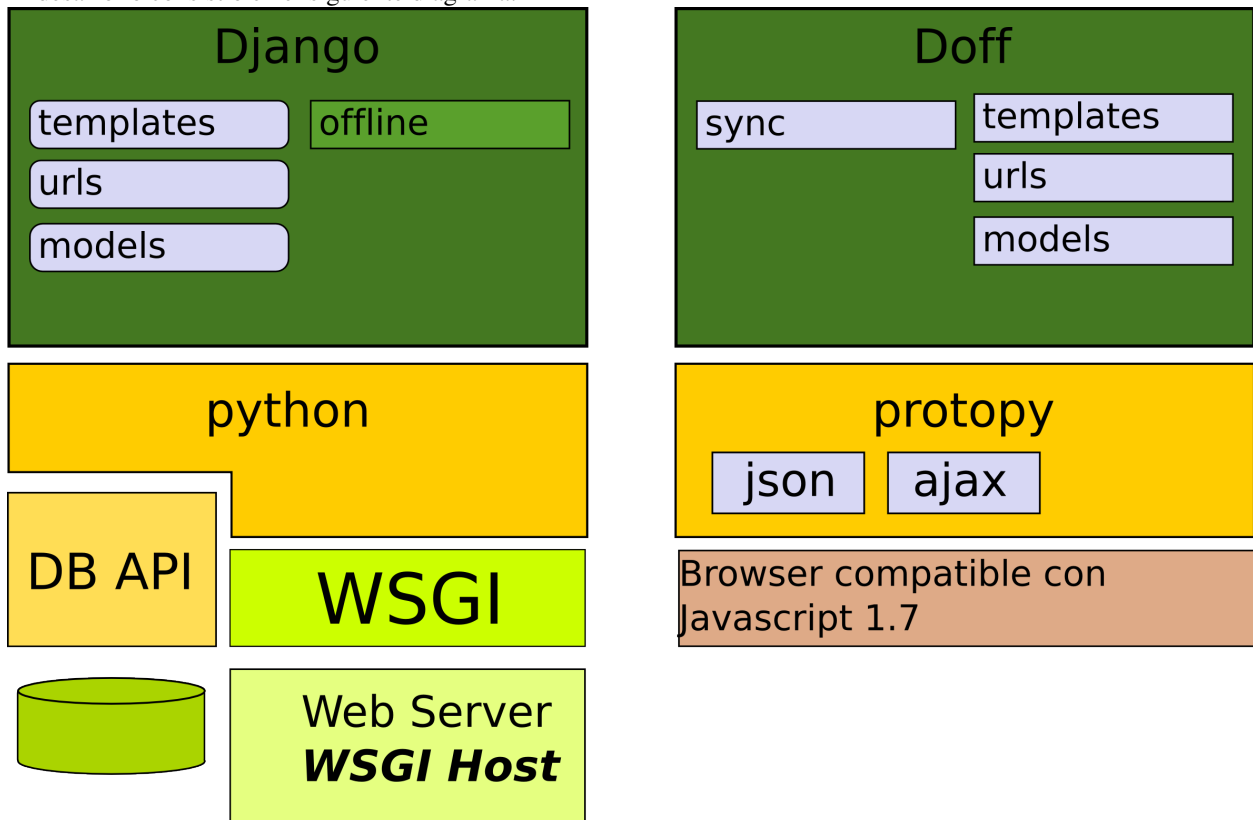 Django
templates
offline
urls
models
Doff
sync
templates
urls
models
python
DB API
WSGI
Web Server
WSGI Host
protopy
json
ajax
Browser compatible con
Javascript 1.7